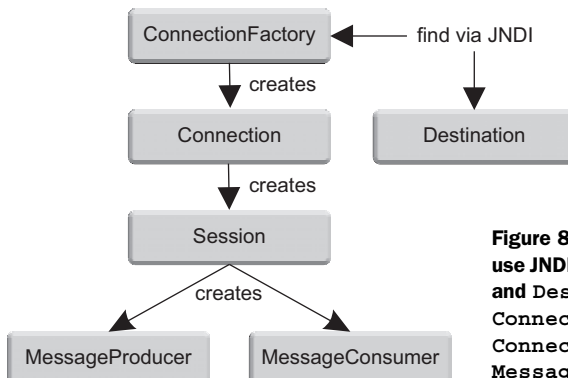 ConnectionFactory
find via JNDI
creates
Connection
Destination
creates
Session
creates
MessageProducer
MessageConsumer
Figure 8
use JNDI
and Des
Connec
Connec
Messag